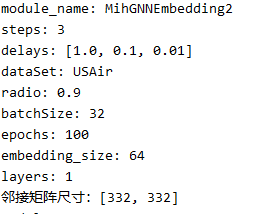 module_name: MihGNNEmbedding2
steps: 3
delays: [1.0, 0.1, 0.01]
dataSet: USAir
radio: 0.9
batchSize: 32
epochs: 100
embedding_size: 64
layers: 1
邻接矩阵尺寸: [332, 332]